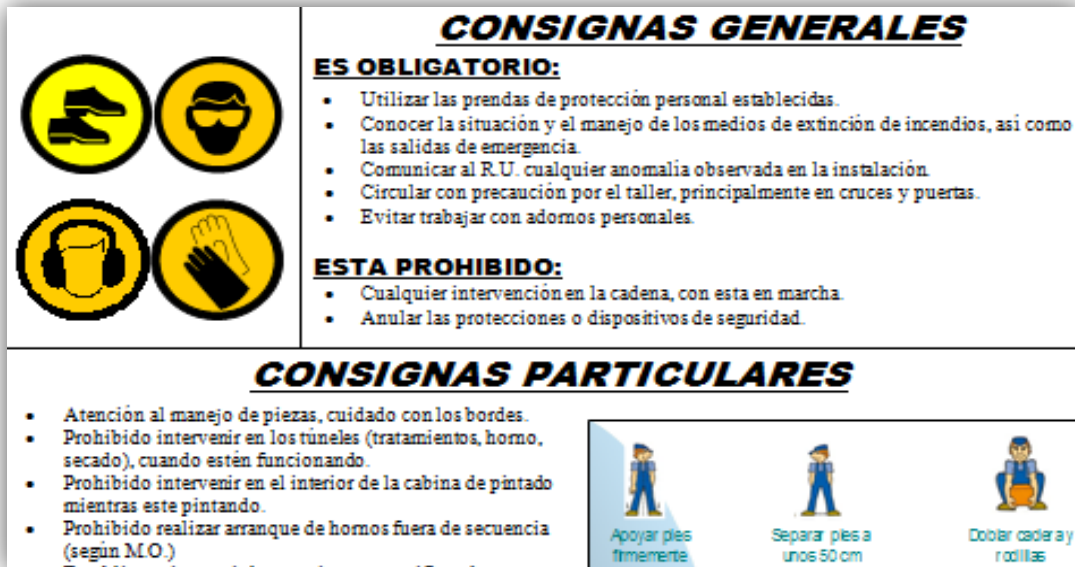 CONSIGNAS GENERALES
ES OBLIGATORIO:
• Utilizar las prendas de protección personal establecidas.
• Conocer la situación y el manejo de los medios de extinción de incendios, así como
las salidas de emergencia.
• Comunicar al R.U. cualquier anomalía observada en la instalación.
• Circular con precaución por el taller, principalmente en cruces y puertas.
• Evitar trabajar con adornos personales.
ESTA PROHIBIDO:
• Cualquier intervención en la cadena, con esta en marcha.
• Anular las protecciones o dispositivos de seguridad.
CONSIGNAS PARTICULARES
• Atención al manejo de piezas, cuidado con los bordes.
• Prohibido intervenir en los túneles (tratamientos, horno,
secado), cuando estén funcionando.
• Prohibido intervenir en el interior de la cabina de pintado
mientras este pintando.
• Prohibido realizar arranque de hornos fuera de secuencia
(según M.O.)
Apoyar pies
firmemente
Separar pies a
unos 50 cm
Doblar cadera y
rodillas